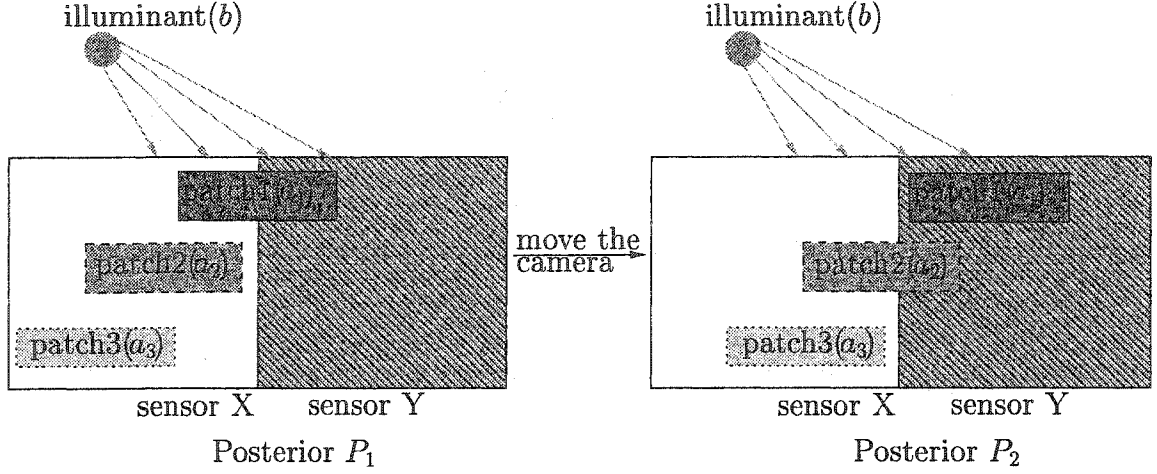 illuminant(b)
illuminant(b)
patch1(a₁)
patch2(a₂)
patch3(a₃)
sensor X
sensor Y
Posterior P₁
move the
camera
patch2(a₂)
patch3(a₃)
sensor X
sensor Y
Posterior P₂